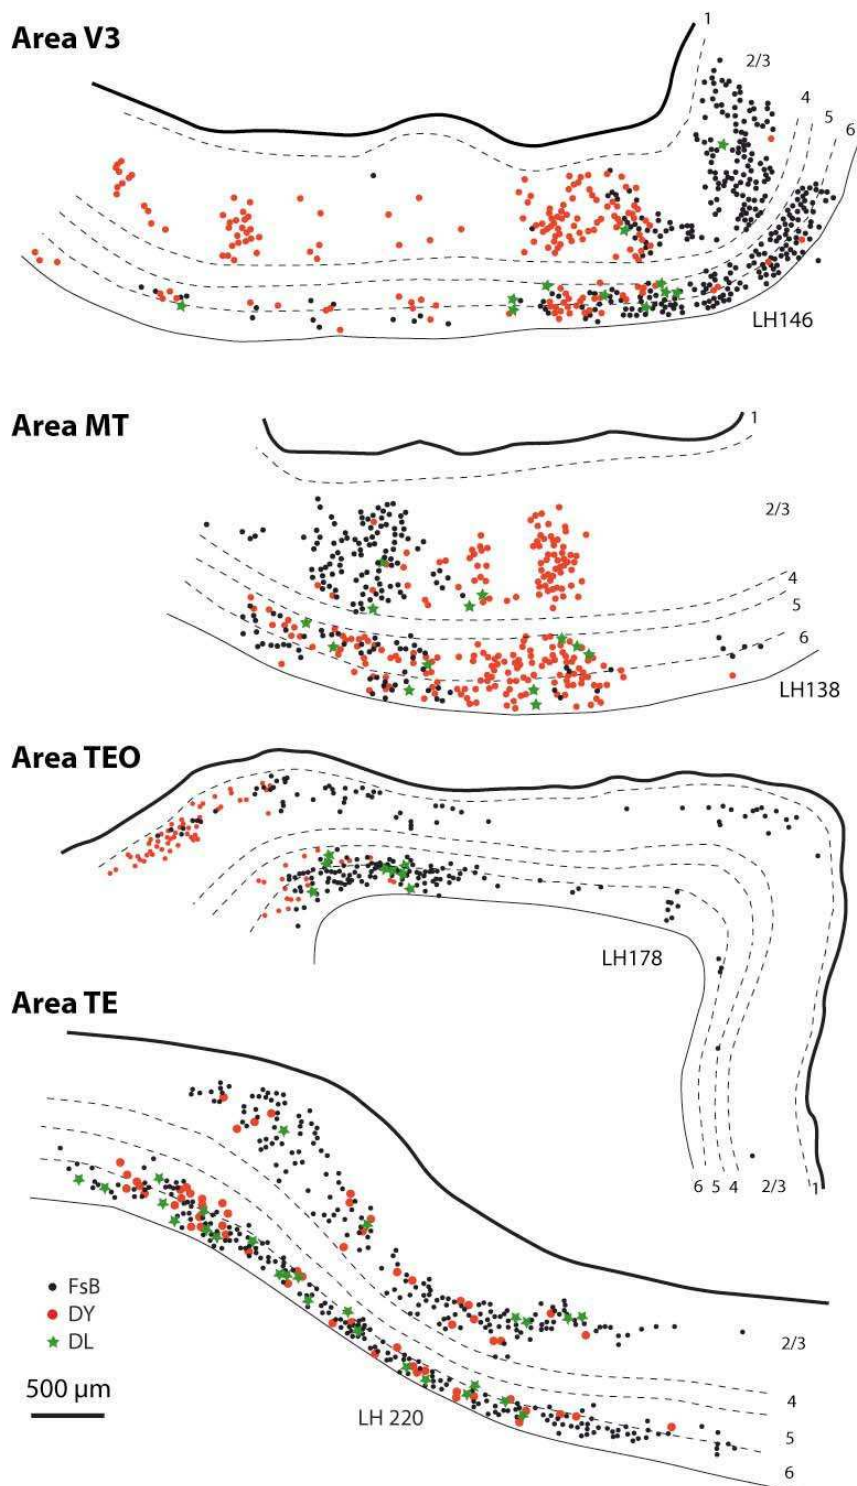 Area V3
1
2/3
4
5
6
LH146
Area MT
1
2/3
4
5
6
LH138
Area TEO
LH178
6 5 4 2/3 1
Area TE
FsB
DY
DL
500 µm
2/3
4
5
6
LH 220